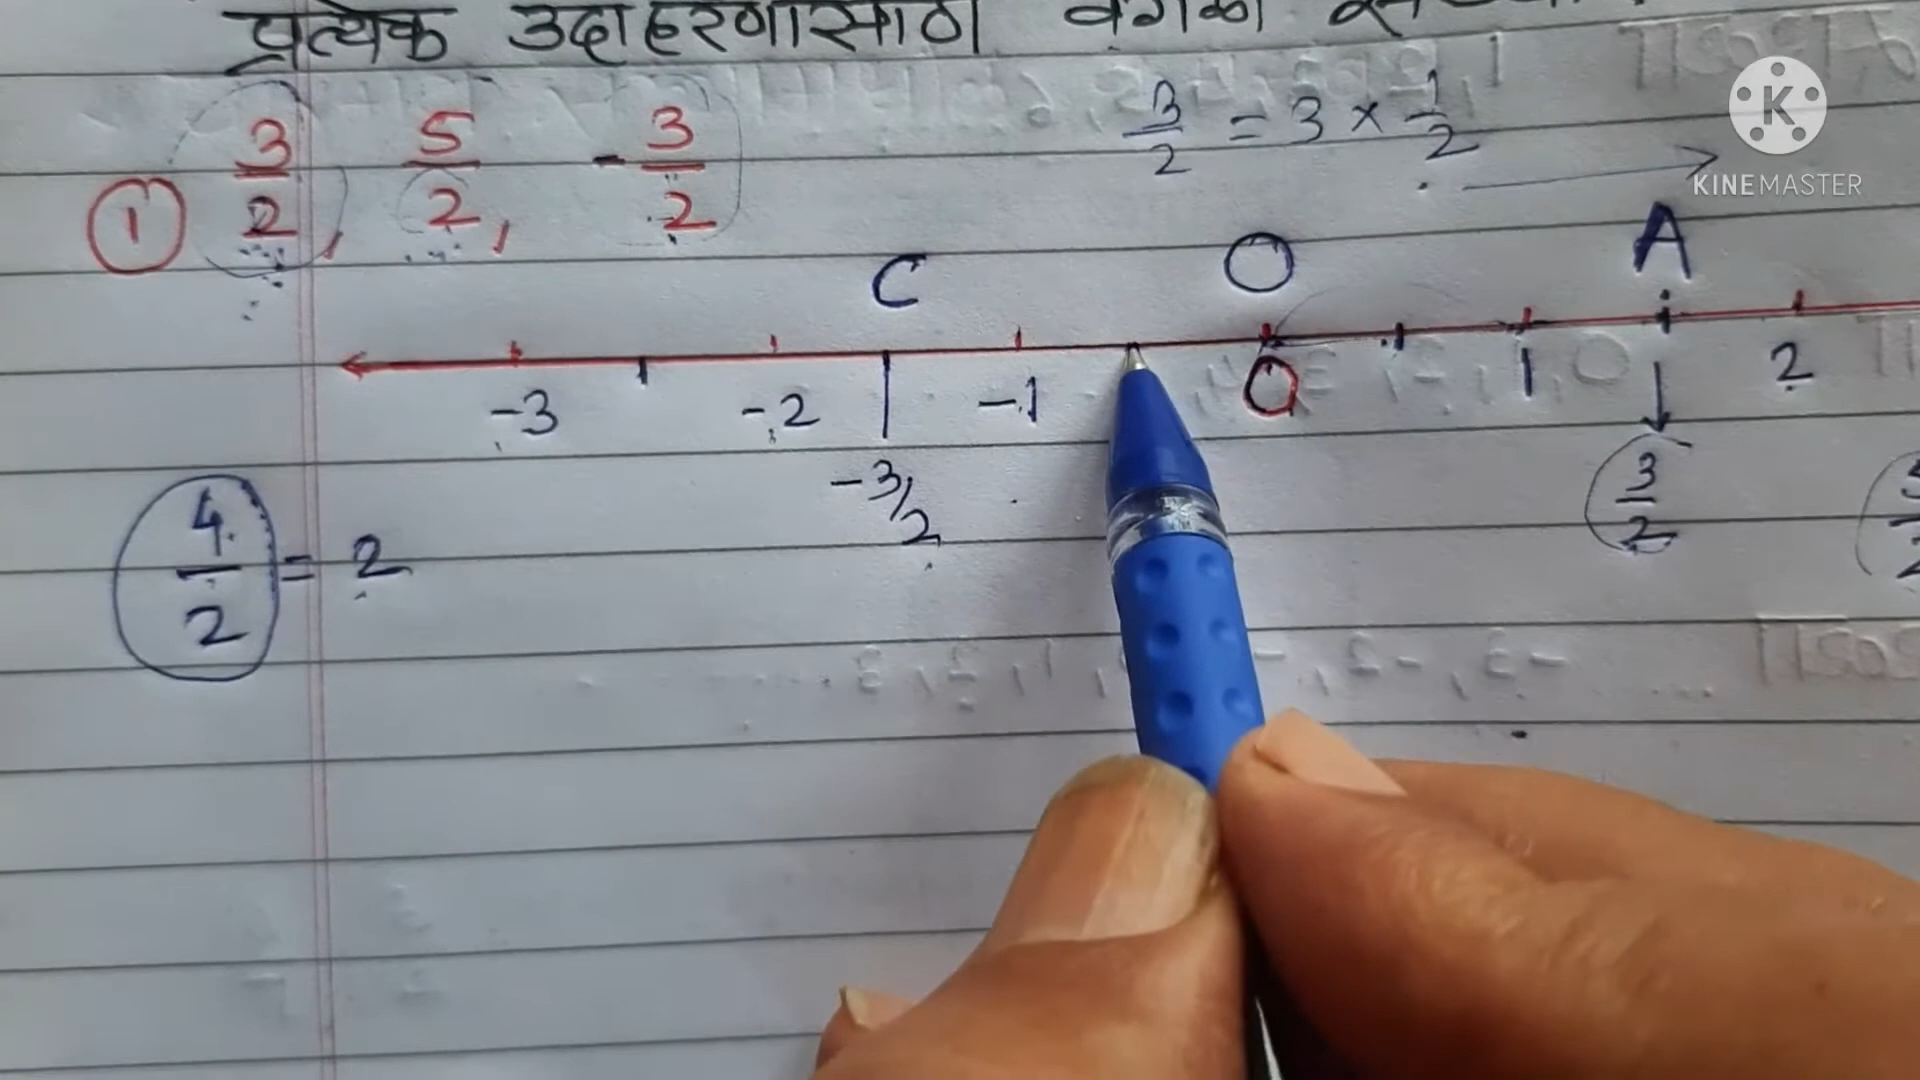 प्रत्येक उदाहरणासाठी वेगळी
① 3/2, 5/2, -3/2
3/2 = 3 × 1/2
KINEMASTER
C O A
-3 -2 -1 0 1 2
-3/2 3/2
4/2 = 2